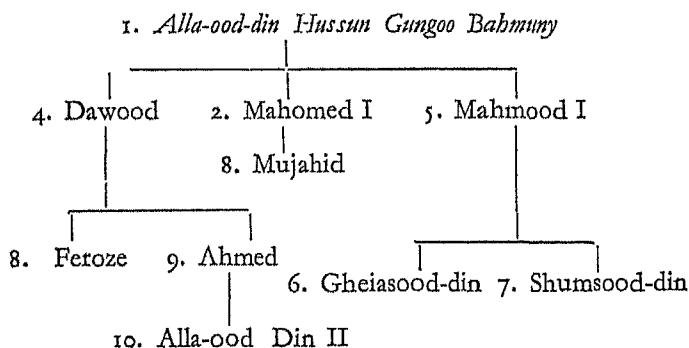 1. Alla-ood-din Hussun Gungoo Bahmuny
4. Dawood 2. Mahomed I 5. Mahmood I
8. Mujahid
8. Feroze 9. Ahmed
6. Gheiasood-din 7. Shumsood-din
10. Alla-ood Din II